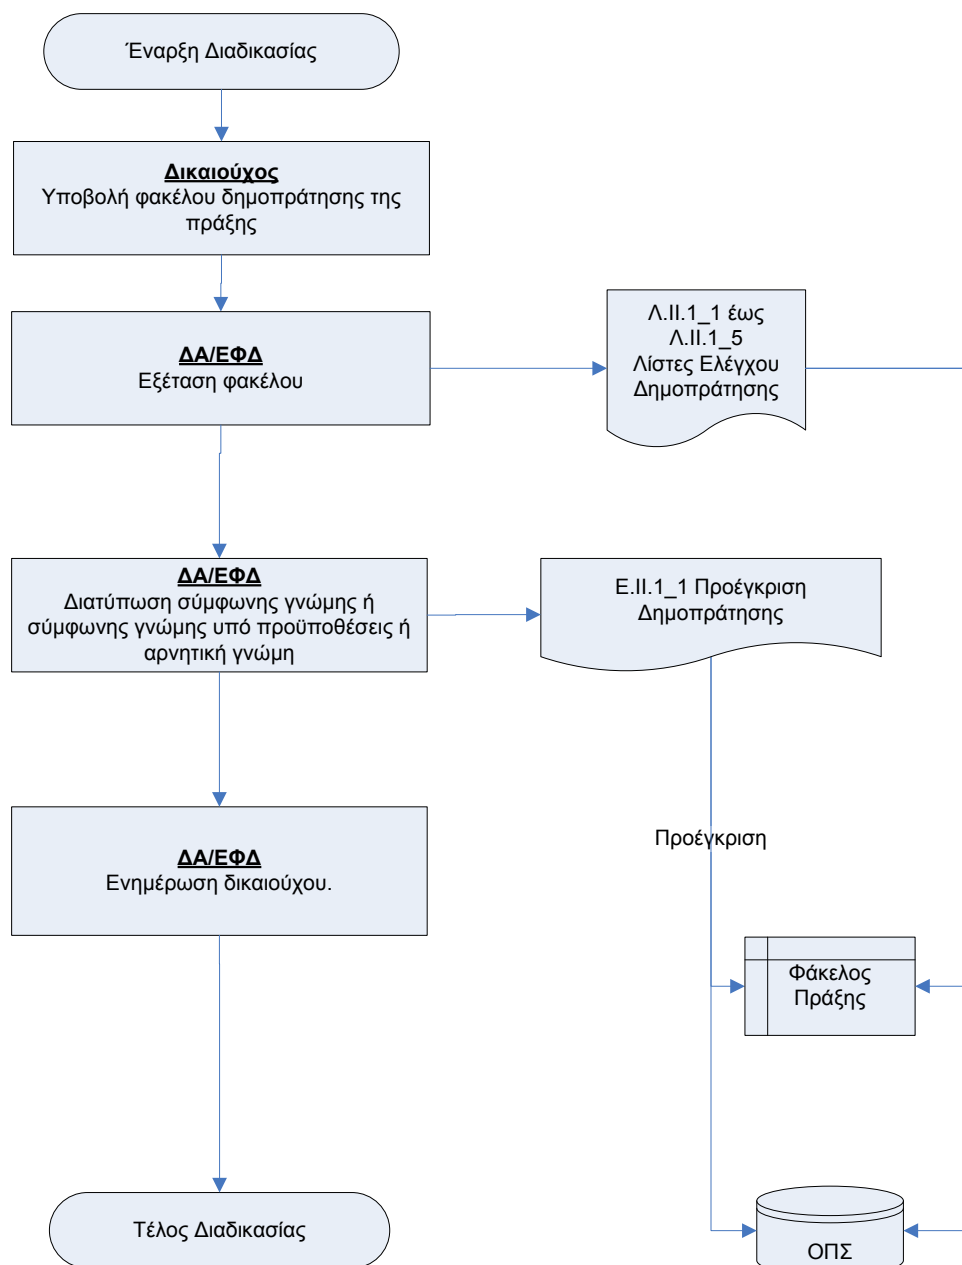 Έναρξη Διαδικασίας
Δικαιούχος
Υποβολή φακέλου δημοπράτησης της
πράξης
ΔΑ/ΕΦΔ
Εξέταση φακέλου
Λ.ΙΙ.1_1 έως
Λ.ΙΙ.1_5
Λίστες Ελέγχου
Δημοπράτησης
ΔΑ/ΕΦΔ
Διατύπωση σύμφωνης γνώμης ή
σύμφωνης γνώμης υπό προϋποθέσεις ή
αρνητική γνώμη
Ε.ΙΙ.1_1 Προέγκριση
Δημοπράτησης
ΔΑ/ΕΦΔ
Ενημέρωση δικαιούχου.
Προέγκριση
Φάκελος
Πράξης
Τέλος Διαδικασίας
ΟΠΣ